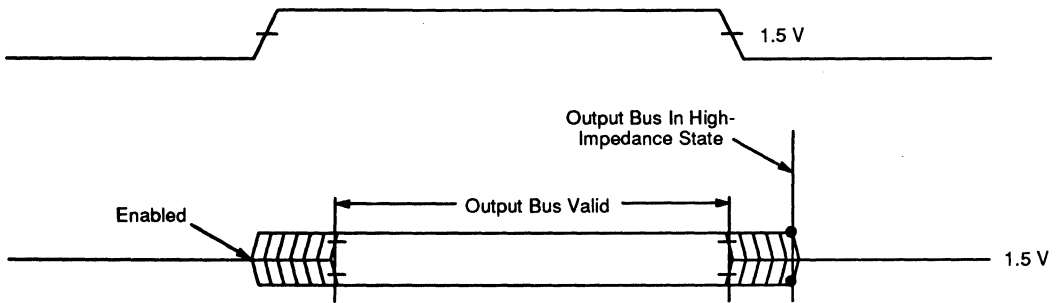 1.5 V
Output Bus In High-
Impedance State
Enabled
Output Bus Valid
1.5 V